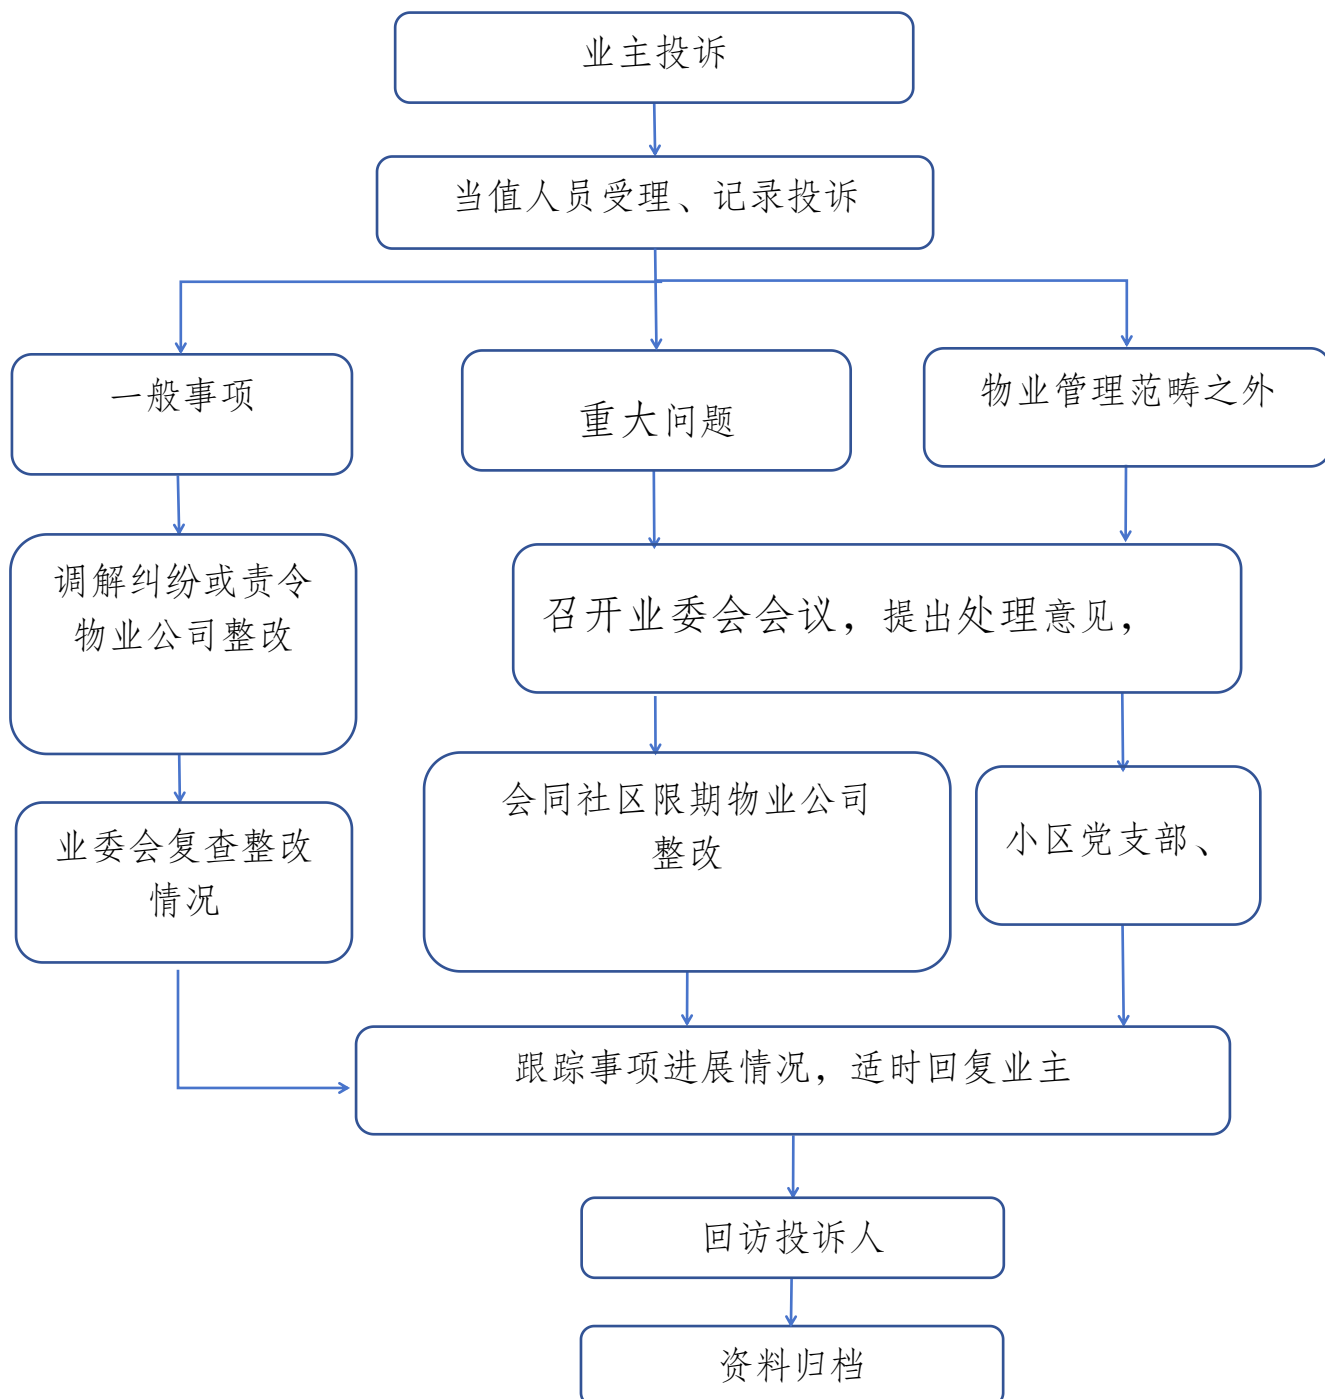 业主投诉
当值人员受理、记录投诉
一般事项
重大问题
物业管理范畴之外
调解纠纷或责令
物业公司整改
召开业委会会议，提出处理意见，
业委会复查整改
情况
会同社区限期物业公司
整改
小区党支部、
跟踪事项进展情况，适时回复业主
回访投诉人
资料归档